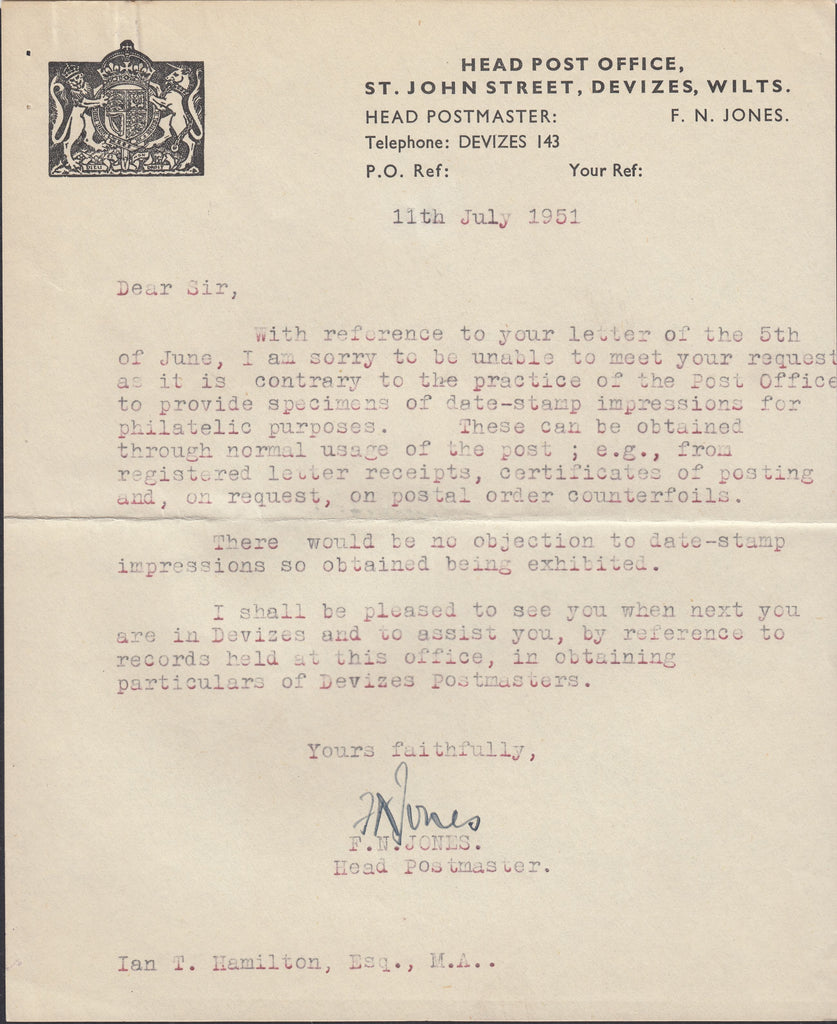 HEAD POST OFFICE,
ST. JOHN STREET, DEVIZES, WILTS.
HEAD POSTMASTER: F. N. JONES.
Telephone: DEVIZES 143
P.O. Ref: Your Ref:
11th July 1951
Dear Sir,
With reference to your letter of the 5th
of June, I am sorry to be unable to meet your request
as it is contrary to the practice of the Post Office
to provide specimens of date-stamp impressions for
philatelic purposes. These can be obtained
through normal usage of the post ; e.g., from
registered letter receipts, certificates of posting
and, on request, on postal order counterfoils.
There would be no objection to date-stamp
impressions so obtained being exhibited.
I shall be pleased to see you when next you
are in Devizes and to assist you, by reference to
records held at this office, in obtaining
particulars of Devizes Postmasters.
Yours faithfully,
FNJones
F.N.JONES.
Head Postmaster.
Ian T. Hamilton, Esq., M.A..